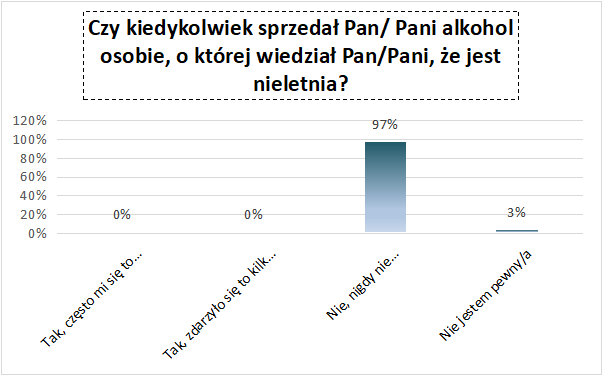 Czy kiedykolwiek sprzedał Pan/ Pani alkohol
osobie, o której wiedział Pan/Pani, że jest
nieletnia?
120%
100%
80%
60%
40%
20%
0%
0%
0%
97%
3%
Tak, często mi się to...
Tak, zdarzyło się to kilk...
Nie, nigdy nie...
Nie jestem pewny/a